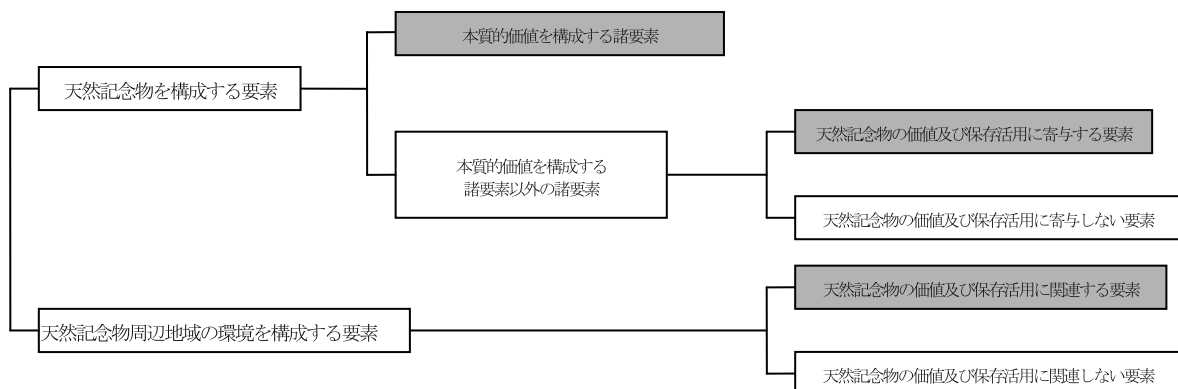 本質的価値を構成する諸要素
天然記念物を構成する要素
天然記念物の価値及び保存活用に寄与する要素
本質的価値を構成する
諸要素以外の諸要素
天然記念物の価値及び保存活用に寄与しない要素
天然記念物の価値及び保存活用に関連する要素
天然記念物周辺地域の環境を構成する要素
天然記念物の価値及び保存活用に関連しない要素